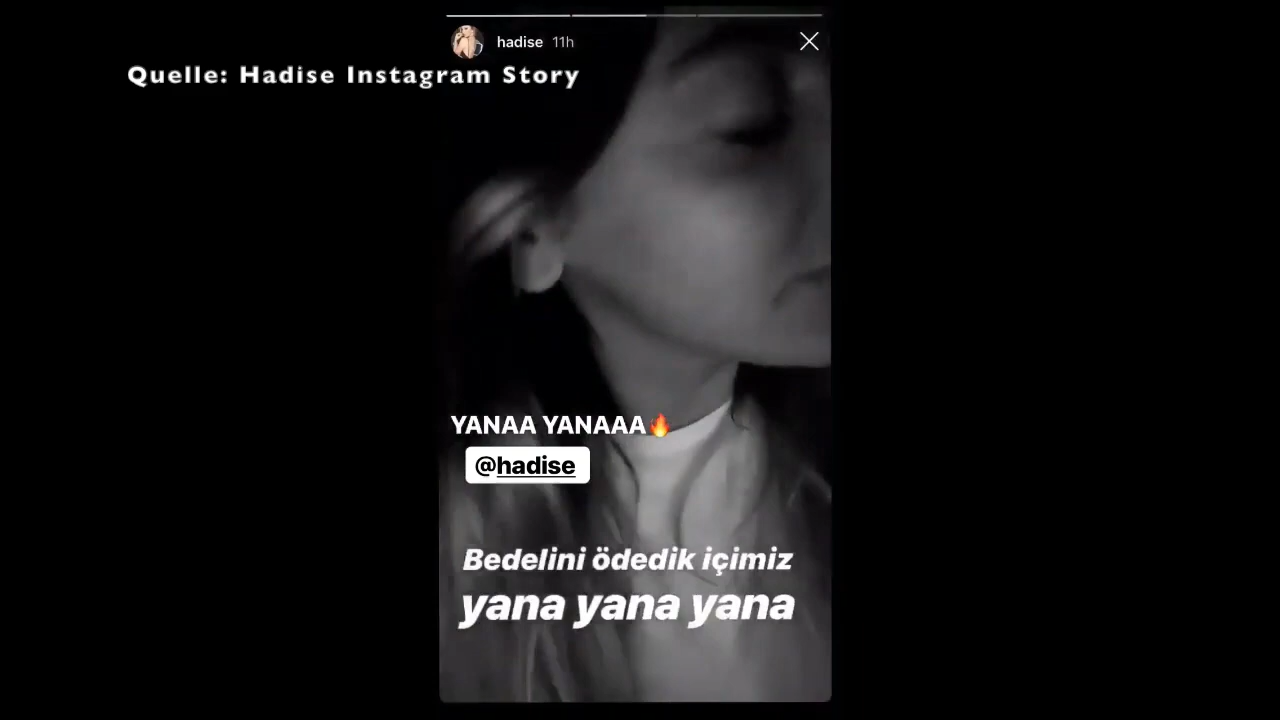 hadise 11h
Quelle: Hadise Instagram Story
YANAA YANAAA🔥
@hadise
Bedelini ödedik içimiz
yana yana yana